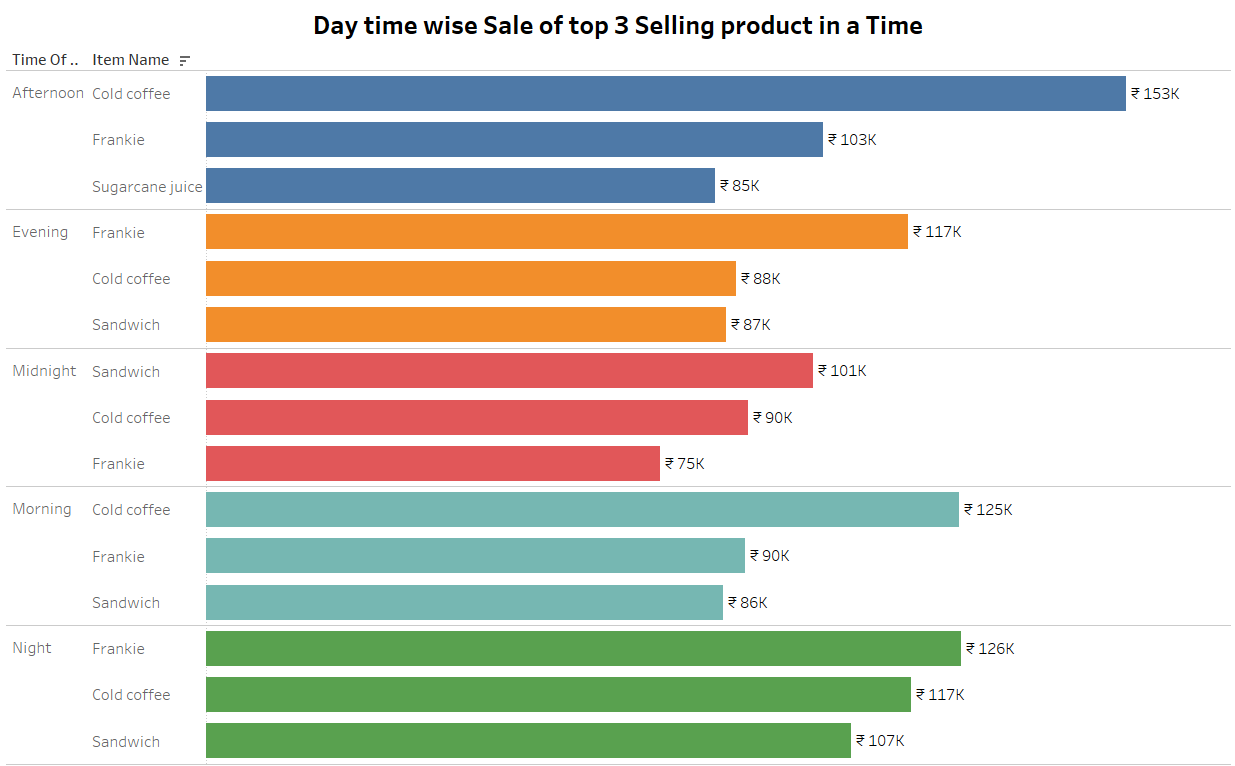 Day time wise Sale of top 3 Selling product in a Time
Time Of .. Item Name
Afternoon Cold coffee ₹ 153K
Frankie ₹ 103K
Sugarcane juice ₹ 85K
Evening Frankie ₹ 117K
Cold coffee ₹ 88K
Sandwich ₹ 87K
Midnight Sandwich ₹ 101K
Cold coffee ₹ 90K
Frankie ₹ 75K
Morning Cold coffee ₹ 125K
Frankie ₹ 90K
Sandwich ₹ 86K
Night Frankie ₹ 126K
Cold coffee ₹ 117K
Sandwich ₹ 107K